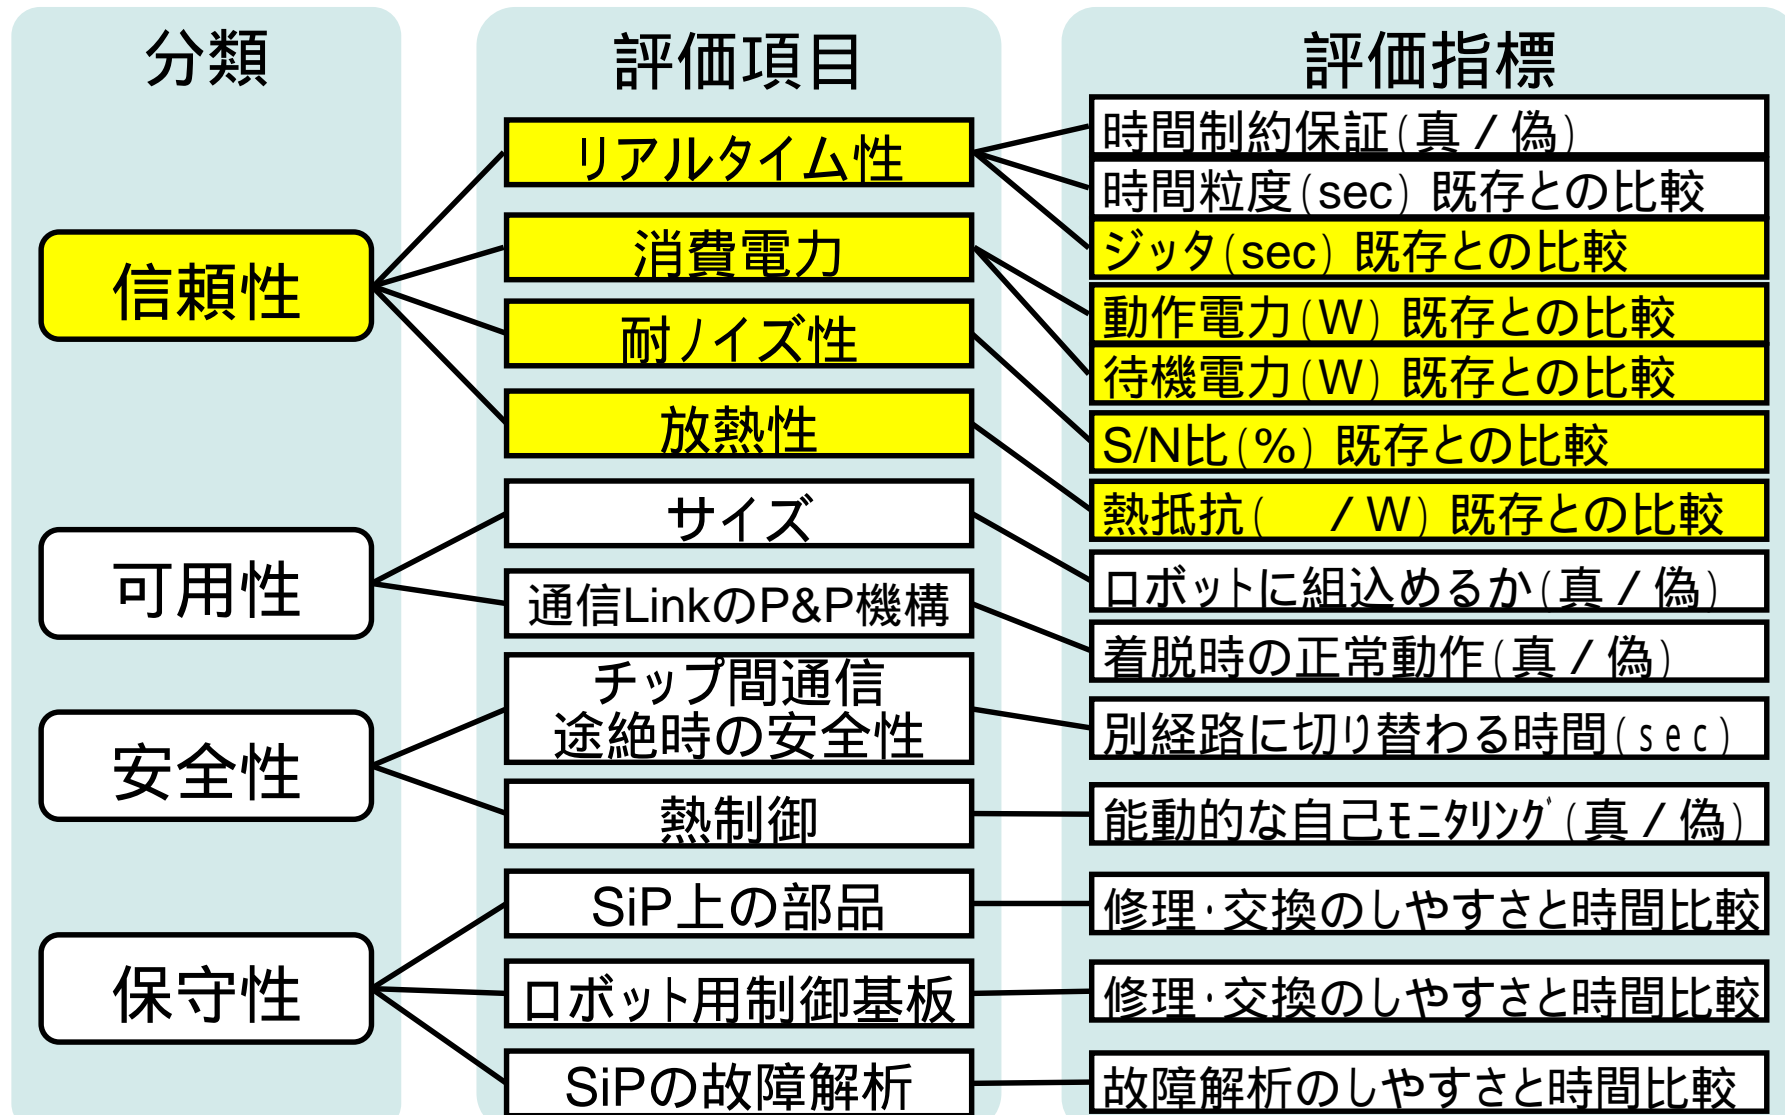 分類
評価項目
評価指標
信頼性
可用性
安全性
保守性
リアルタイム性
消費電力
耐ノイズ性
放熱性
サイズ
通信LinkのP&P機構
チップ間通信
途絶時の安全性
熱制御
SiP上の部品
ロボット用制御基板
SiPの故障解析
時間制約保証(真／偽)
時間粒度(sec) 既存との比較
ジッタ(sec) 既存との比較
動作電力(W) 既存との比較
待機電力(W) 既存との比較
S/N比(%) 既存との比較
熱抵抗(　／W) 既存との比較
ロボットに組込めるか(真／偽)
着脱時の正常動作(真／偽)
別経路に切り替わる時間(sec)
能動的な自己ﾓﾆﾀﾘﾝｸﾞ(真／偽)
修理・交換のしやすさと時間比較
修理・交換のしやすさと時間比較
故障解析のしやすさと時間比較